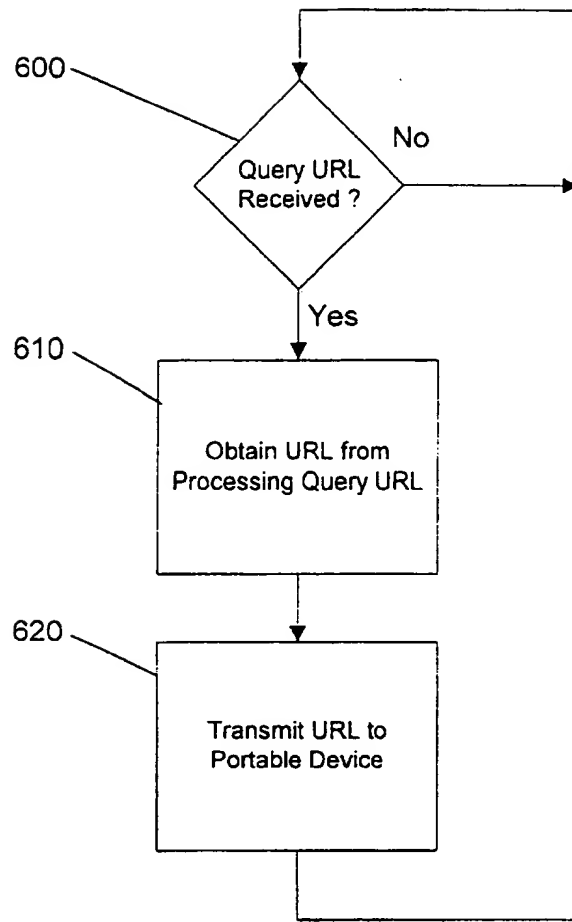 600
Query URL
Received ?
No
Yes
610
Obtain URL from
Processing Query URL
620
Transmit URL to
Portable Device